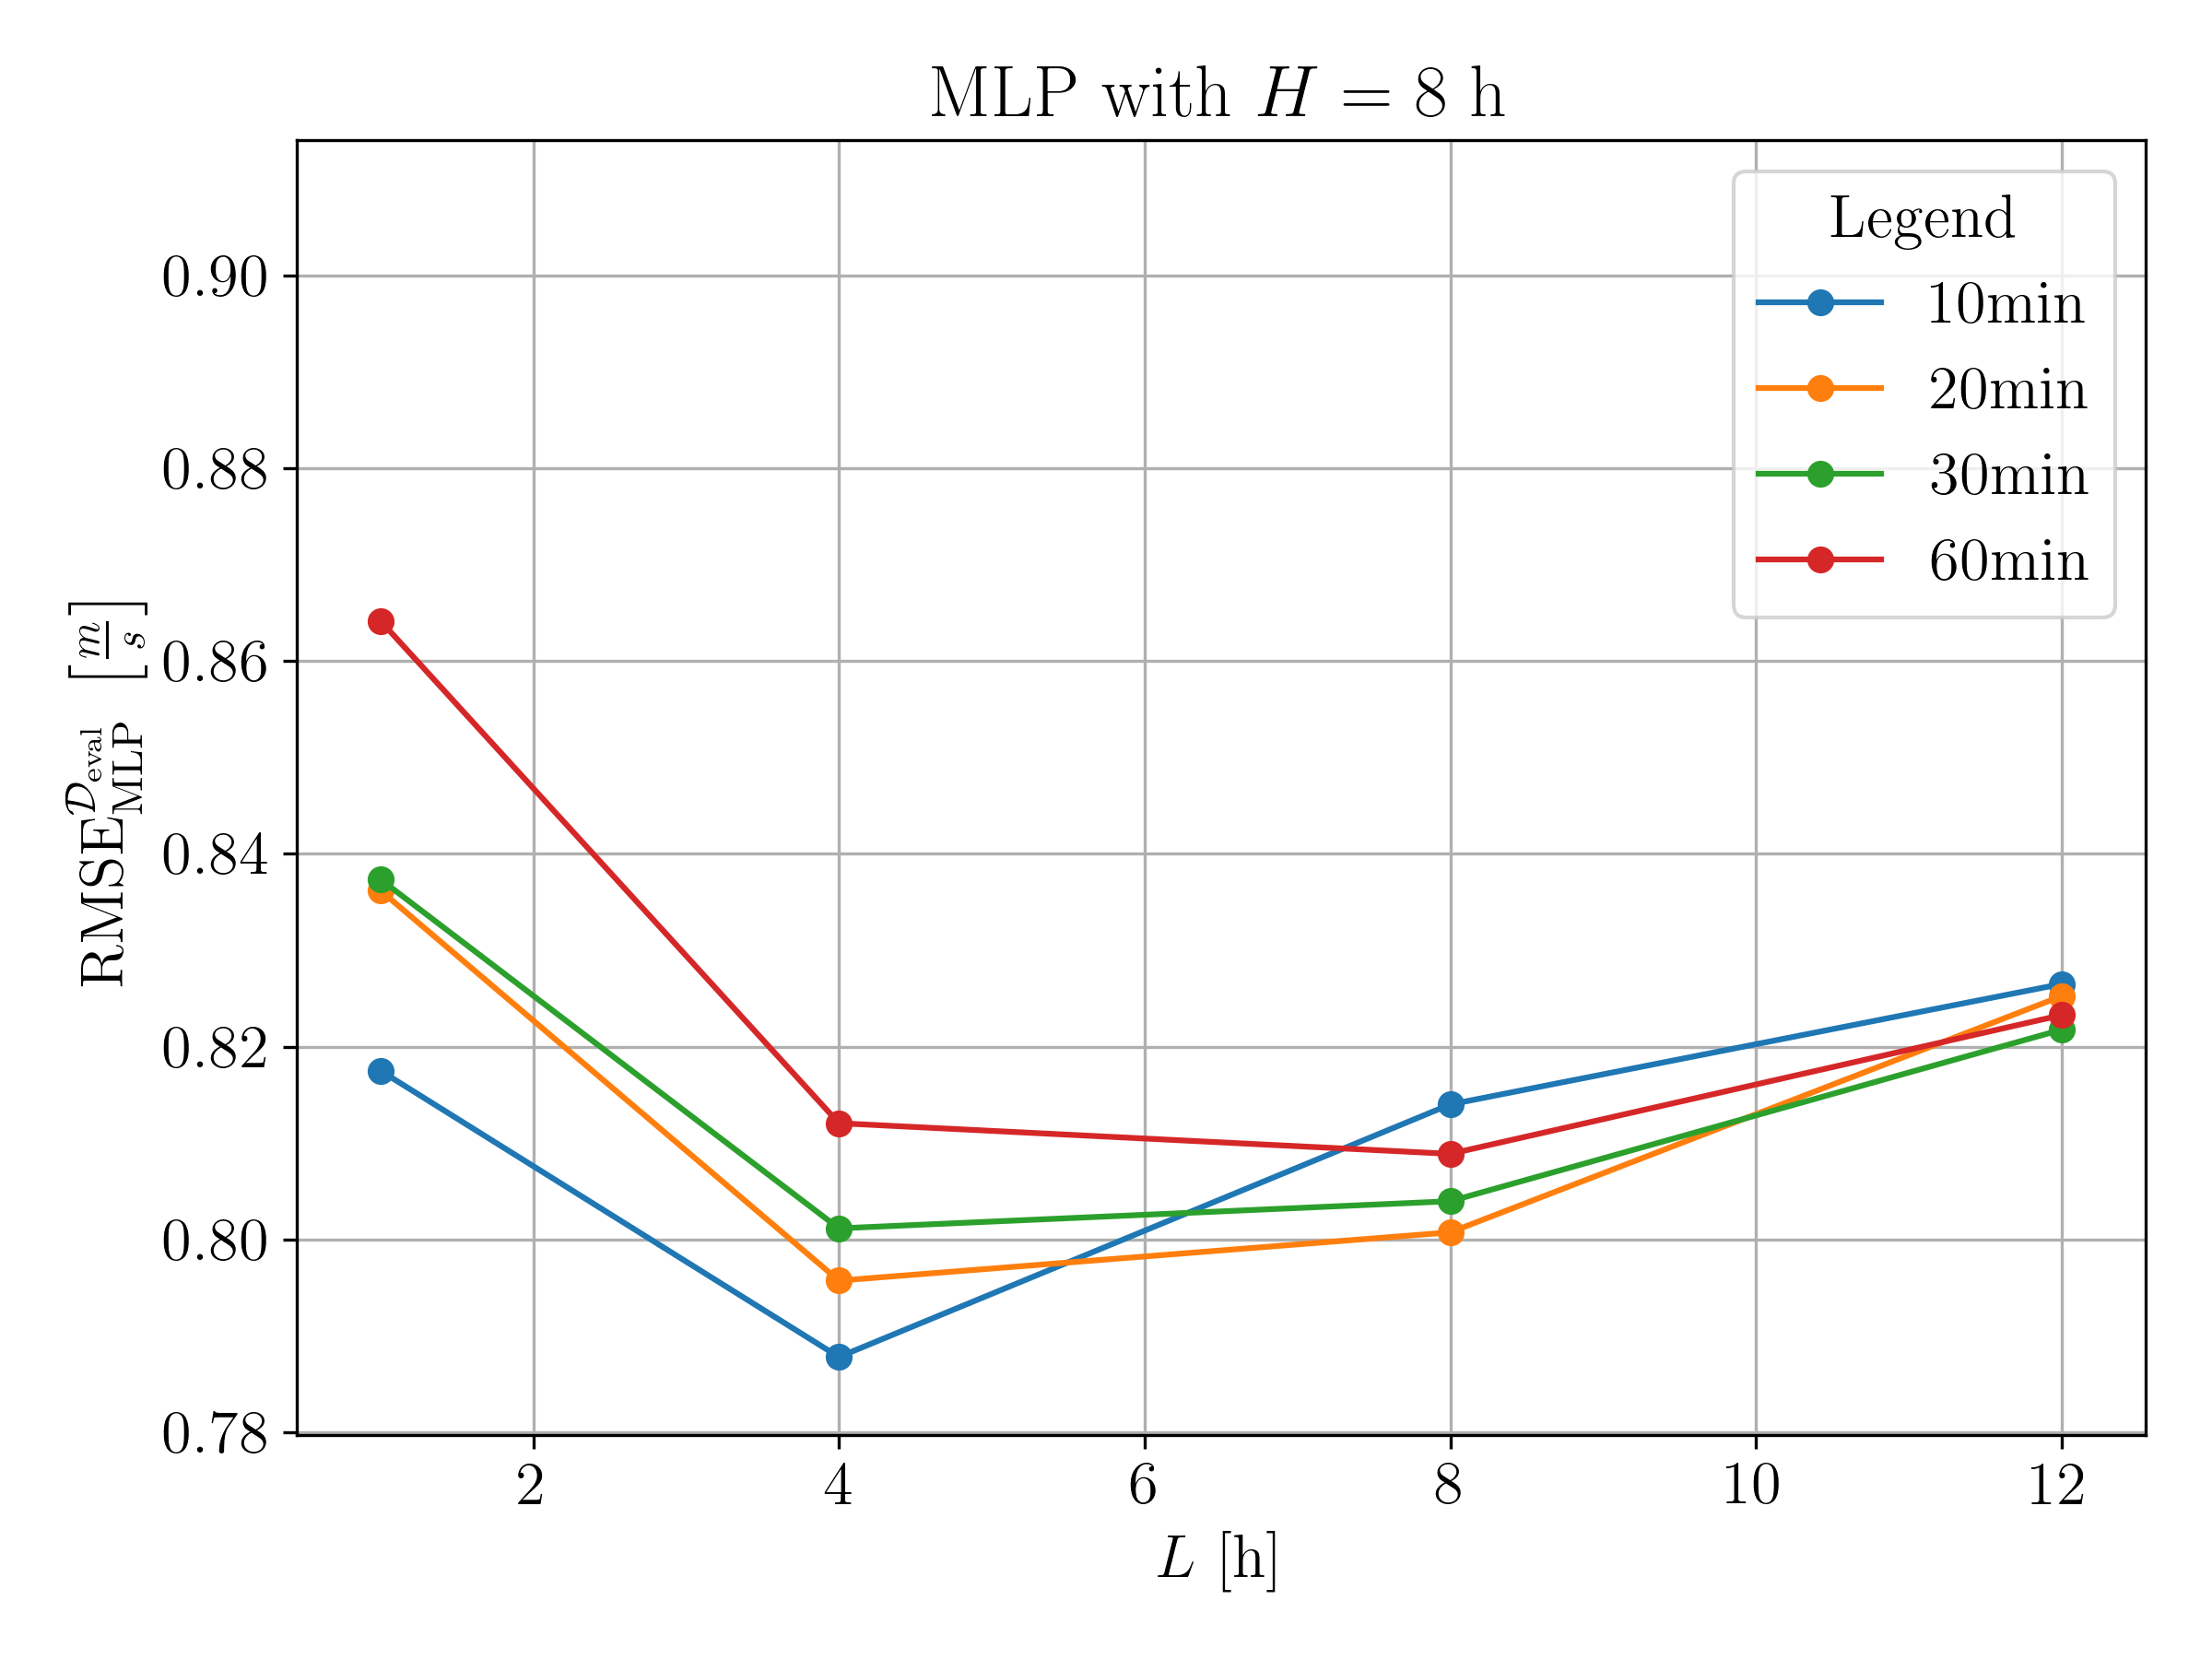 MLP with H = 8 h
Legend
10min
20min
30min
60min
0.90
0.88
0.86
0.84
0.82
0.80
0.78
RMSE^{𝒟_eval}_{MLP} [m/s]
2 4 6 8 10 12
L [h]